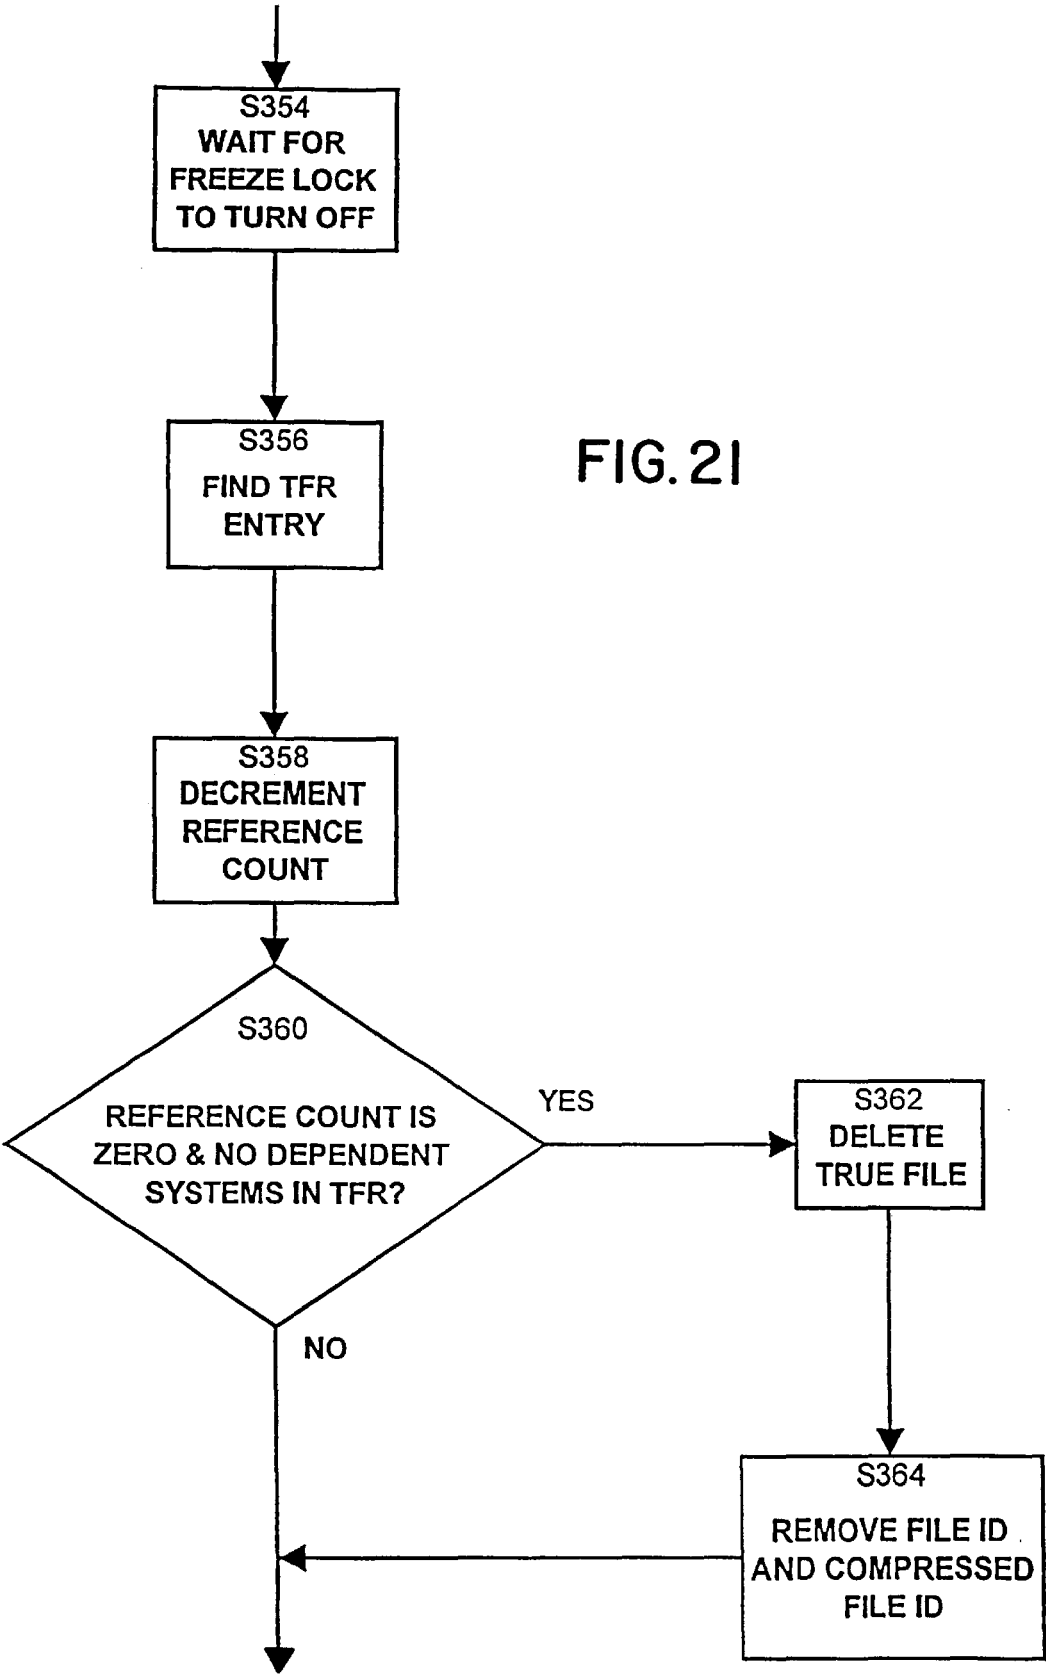 S354
WAIT FOR
FREEZE LOCK
TO TURN OFF
S356
FIND TFR
ENTRY
FIG. 21
S358
DECREMENT
REFERENCE
COUNT
S360
REFERENCE COUNT IS
ZERO & NO DEPENDENT
SYSTEMS IN TFR?
YES
S362
DELETE
TRUE FILE
NO
S364
REMOVE FILE ID
AND COMPRESSED
FILE ID